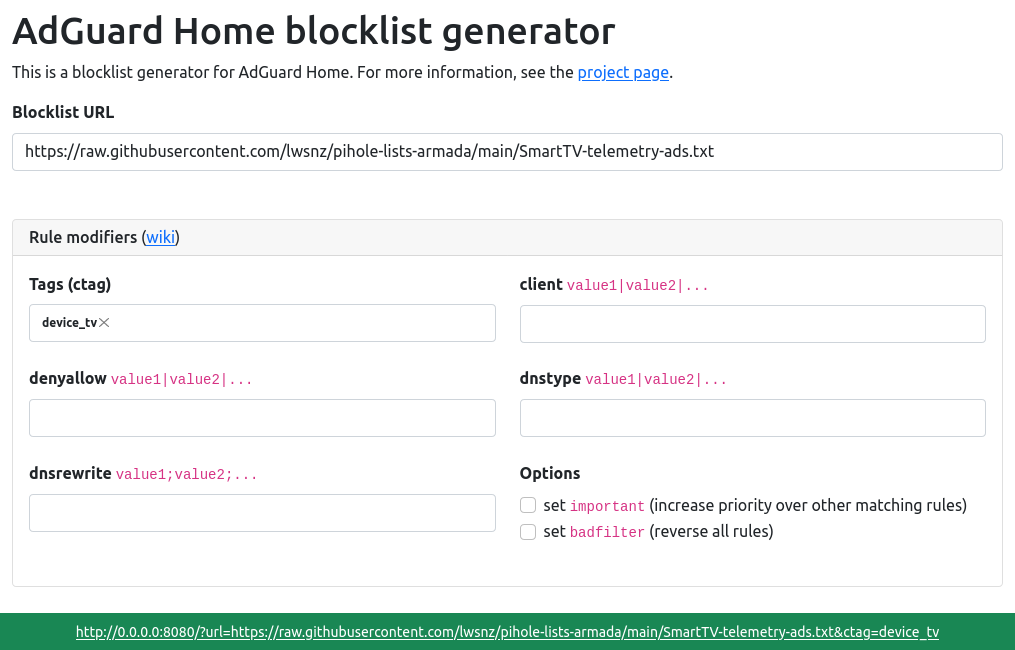 AdGuard Home blocklist generator
This is a blocklist generator for AdGuard Home. For more information, see the project page.
Blocklist URL
https://raw.githubusercontent.com/lwsnz/pihole-lists-armada/main/SmartTV-telemetry-ads.txt
Rule modifiers (wiki)
Tags (ctag)
device_tv×
client value1|value2|...
denyallow value1|value2|...
dnstype value1|value2|...
dnsrewrite value1;value2;...
Options
set important (increase priority over other matching rules)
set badfilter (reverse all rules)
http://0.0.0.0:8080/?url=https://raw.githubusercontent.com/lwsnz/pihole-lists-armada/main/SmartTV-telemetry-ads.txt&ctag=device_tv